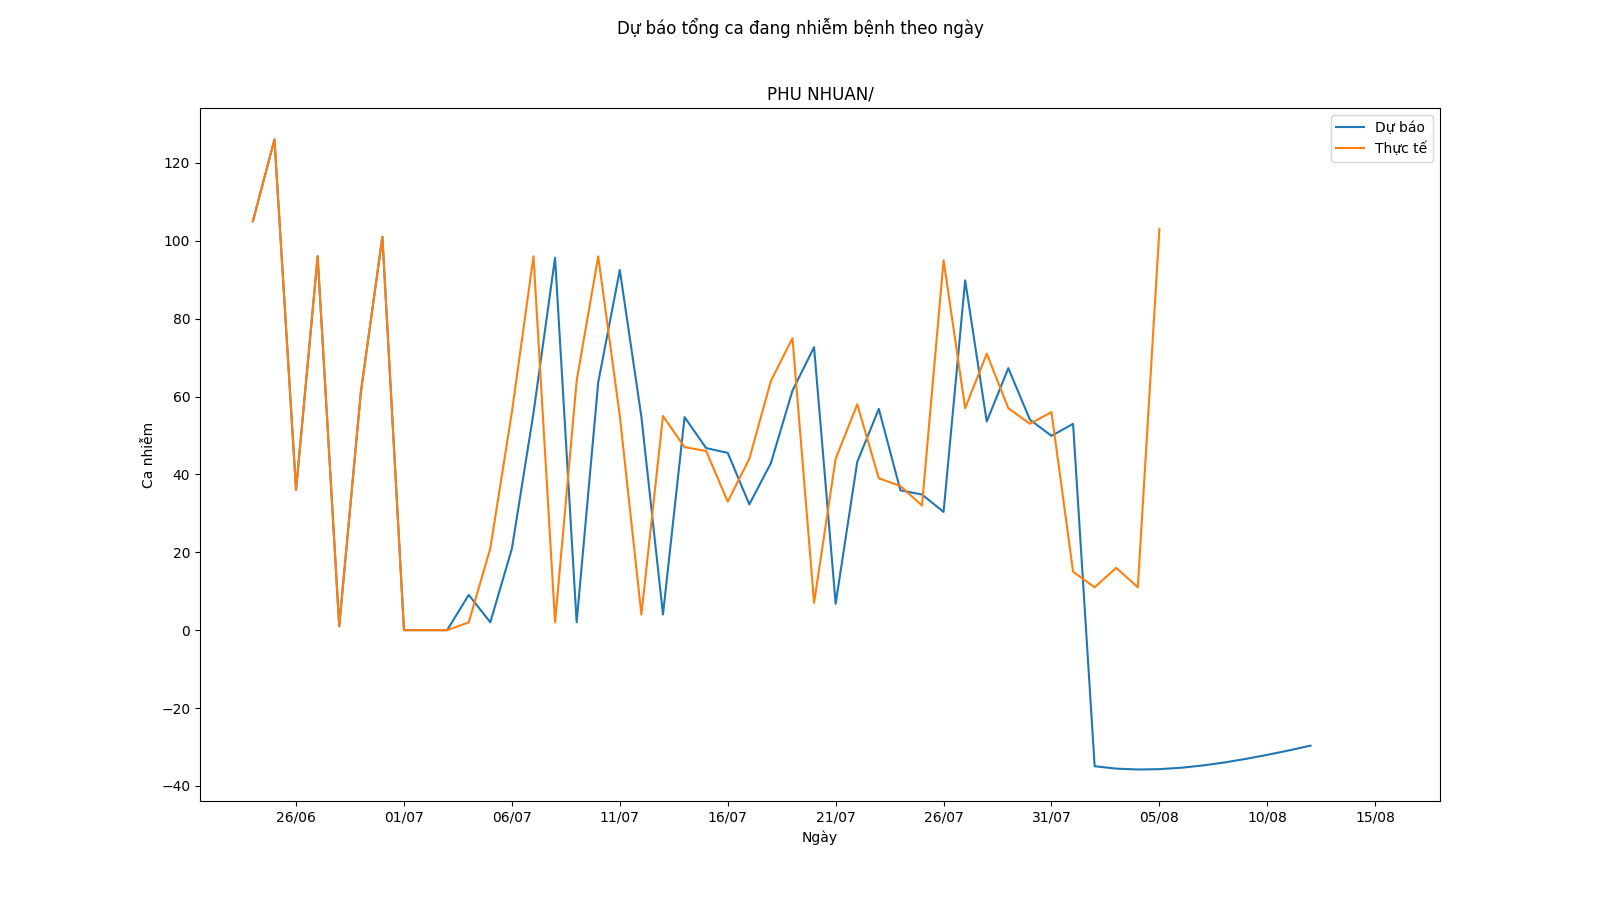 Dự báo tổng ca đang nhiễm bệnh theo ngày
PHU NHUAN/
Dự báo
Thực tế
120
100
80
60
40
20
0
−20
−40
Ca nhiễm
26/06 01/07 06/07 11/07 16/07 21/07 26/07 31/07 05/08 10/08 15/08
Ngày